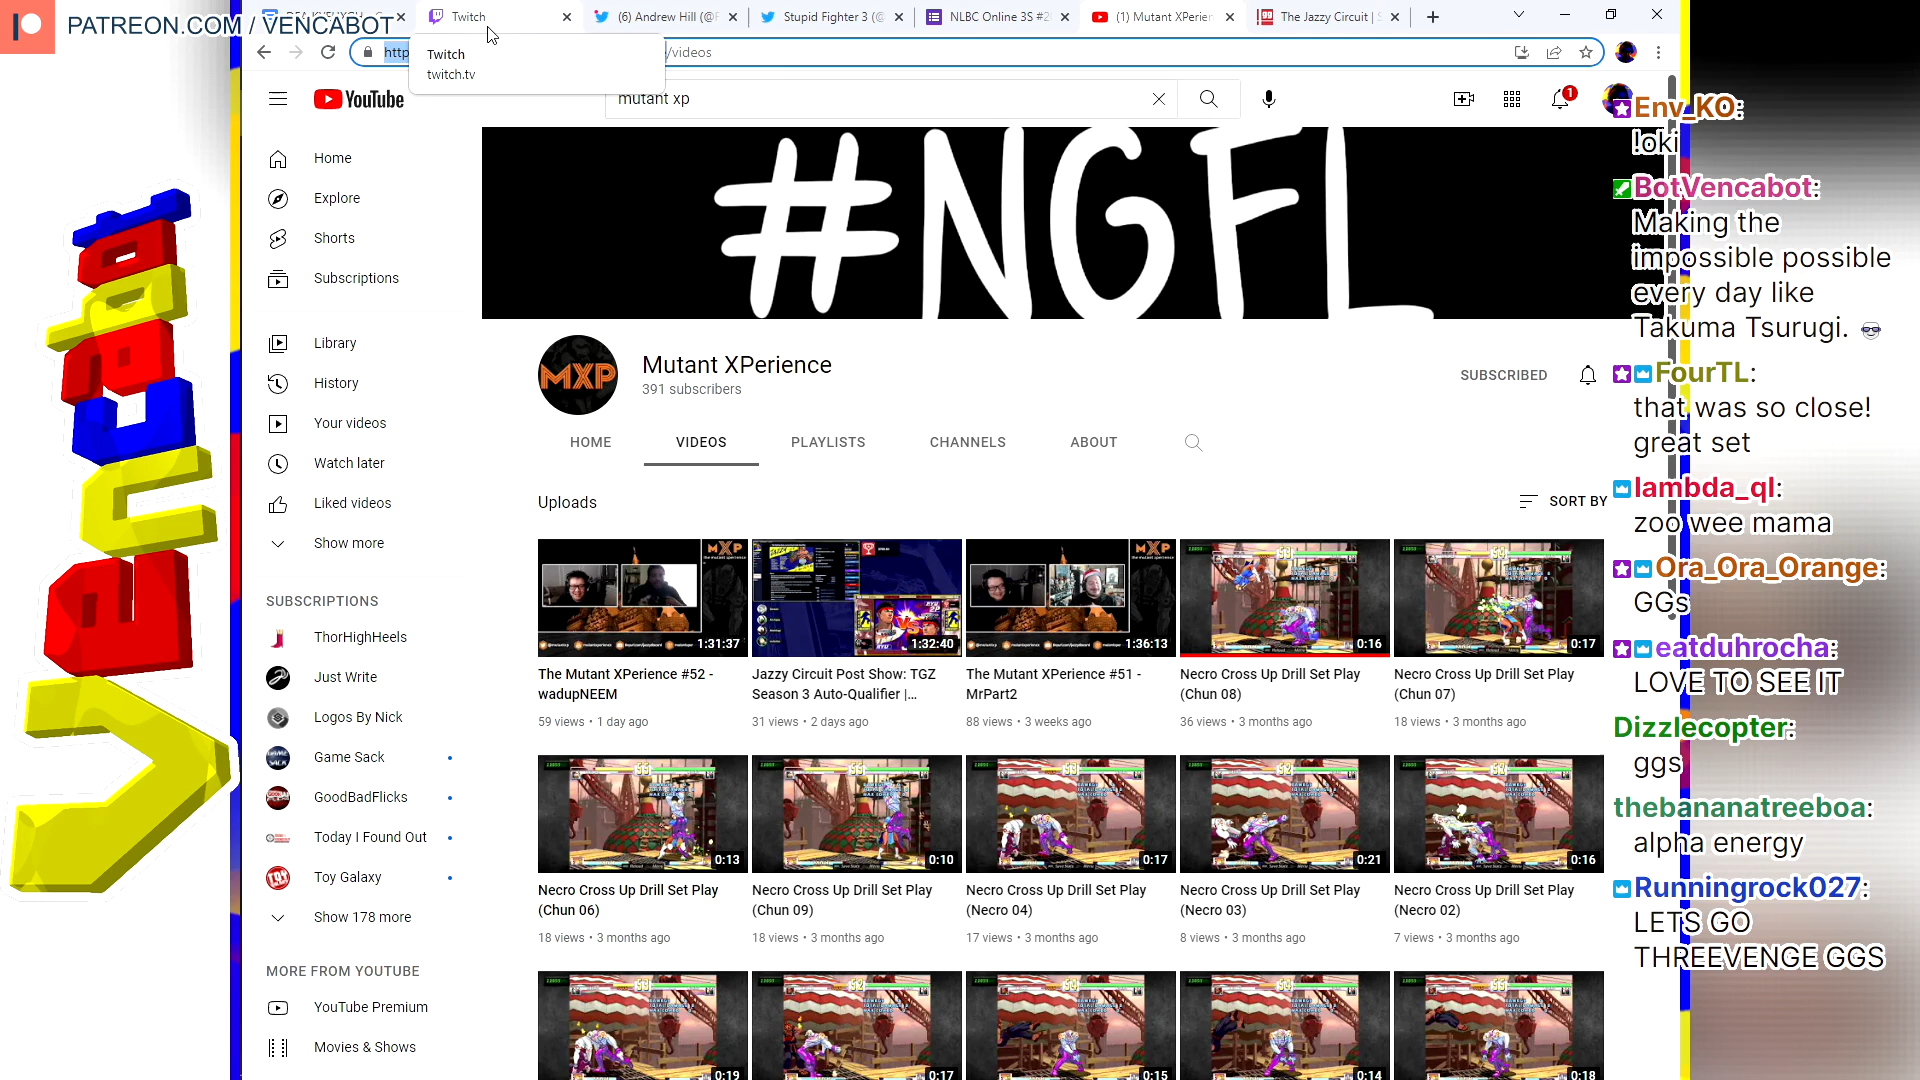 PATREON.COM / VENCABOT
Twitch
(6) Andrew Hill (@F
Stupid Fighter 3 (@
NLBC Online 3S #2
(1) Mutant XPerien
The Jazzy Circuit | S
http
/videos
Twitch
twitch.tv
YouTube
mutant xp
1
Home
Explore
Shorts
Subscriptions
Library
History
Your videos
Watch later
Liked videos
Show more
SUBSCRIPTIONS
ThorHighHeels
Just Write
Logos By Nick
Game Sack
GoodBadFlicks
Today I Found Out
Toy Galaxy
Show 178 more
MORE FROM YOUTUBE
YouTube Premium
Movies & Shows
#NGFL
MXP
Mutant XPerience
391 subscribers
SUBSCRIBED
HOME
VIDEOS
PLAYLISTS
CHANNELS
ABOUT
Uploads
SORT BY
1:31:37
1:32:40
1:36:13
0:16
0:17
The Mutant XPerience #52 -
wadupNEEM
59 views • 1 day ago
Jazzy Circuit Post Show: TGZ
Season 3 Auto-Qualifier |...
31 views • 2 days ago
The Mutant XPerience #51 -
MrPart2
88 views • 3 weeks ago
Necro Cross Up Drill Set Play
(Chun 08)
36 views • 3 months ago
Necro Cross Up Drill Set Play
(Chun 07)
18 views • 3 months ago
0:13
0:10
0:17
0:21
0:16
Necro Cross Up Drill Set Play
(Chun 06)
18 views • 3 months ago
Necro Cross Up Drill Set Play
(Chun 09)
18 views • 3 months ago
Necro Cross Up Drill Set Play
(Necro 04)
17 views • 3 months ago
Necro Cross Up Drill Set Play
(Necro 03)
8 views • 3 months ago
Necro Cross Up Drill Set Play
(Necro 02)
7 views • 3 months ago
0:19
0:17
0:15
0:14
0:18
Env_KO:
!oki
BotVencabot:
Making the
impossible possible
every day like
Takuma Tsurugi. 😎
FourTL:
that was so close!
great set
lambda_ql:
zoo wee mama
Ora_Ora_Orange:
GGs
eatduhrocha:
LOVE TO SEE IT
Dizzlecopter:
ggs
thebananatreeboa:
alpha energy
Runningrock027:
LETS GO
THREEVENGE GGS
Vencabot